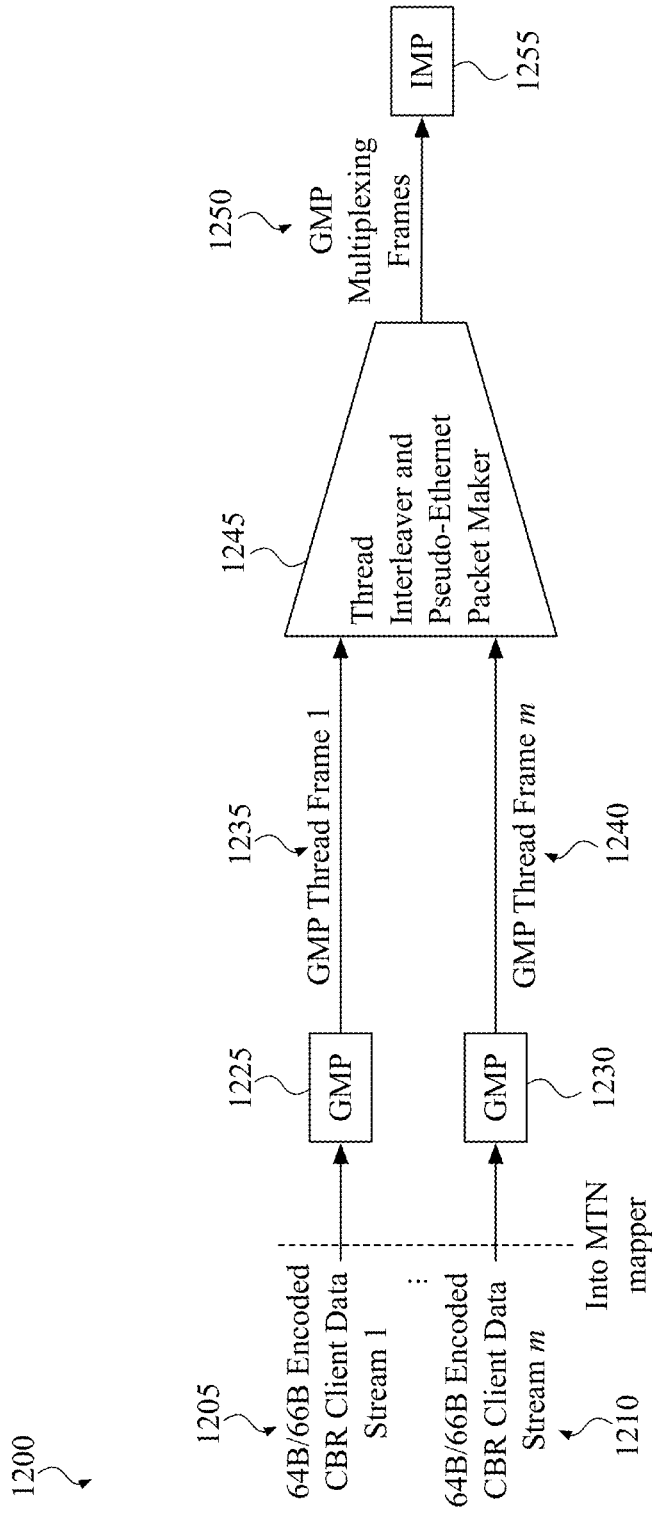 1200
1205
64B/66B Encoded
CBR Client Data
Stream 1
⋮
64B/66B Encoded
CBR Client Data
Stream m
1210
Into MTN
mapper
1225
GMP
GMP
1230
1235
GMP Thread Frame 1
GMP Thread Frame m
1240
1245
Thread
Interleaver and
Pseudo-Ethernet
Packet Maker
1250
GMP
Multiplexing
Frames
IMP
1255